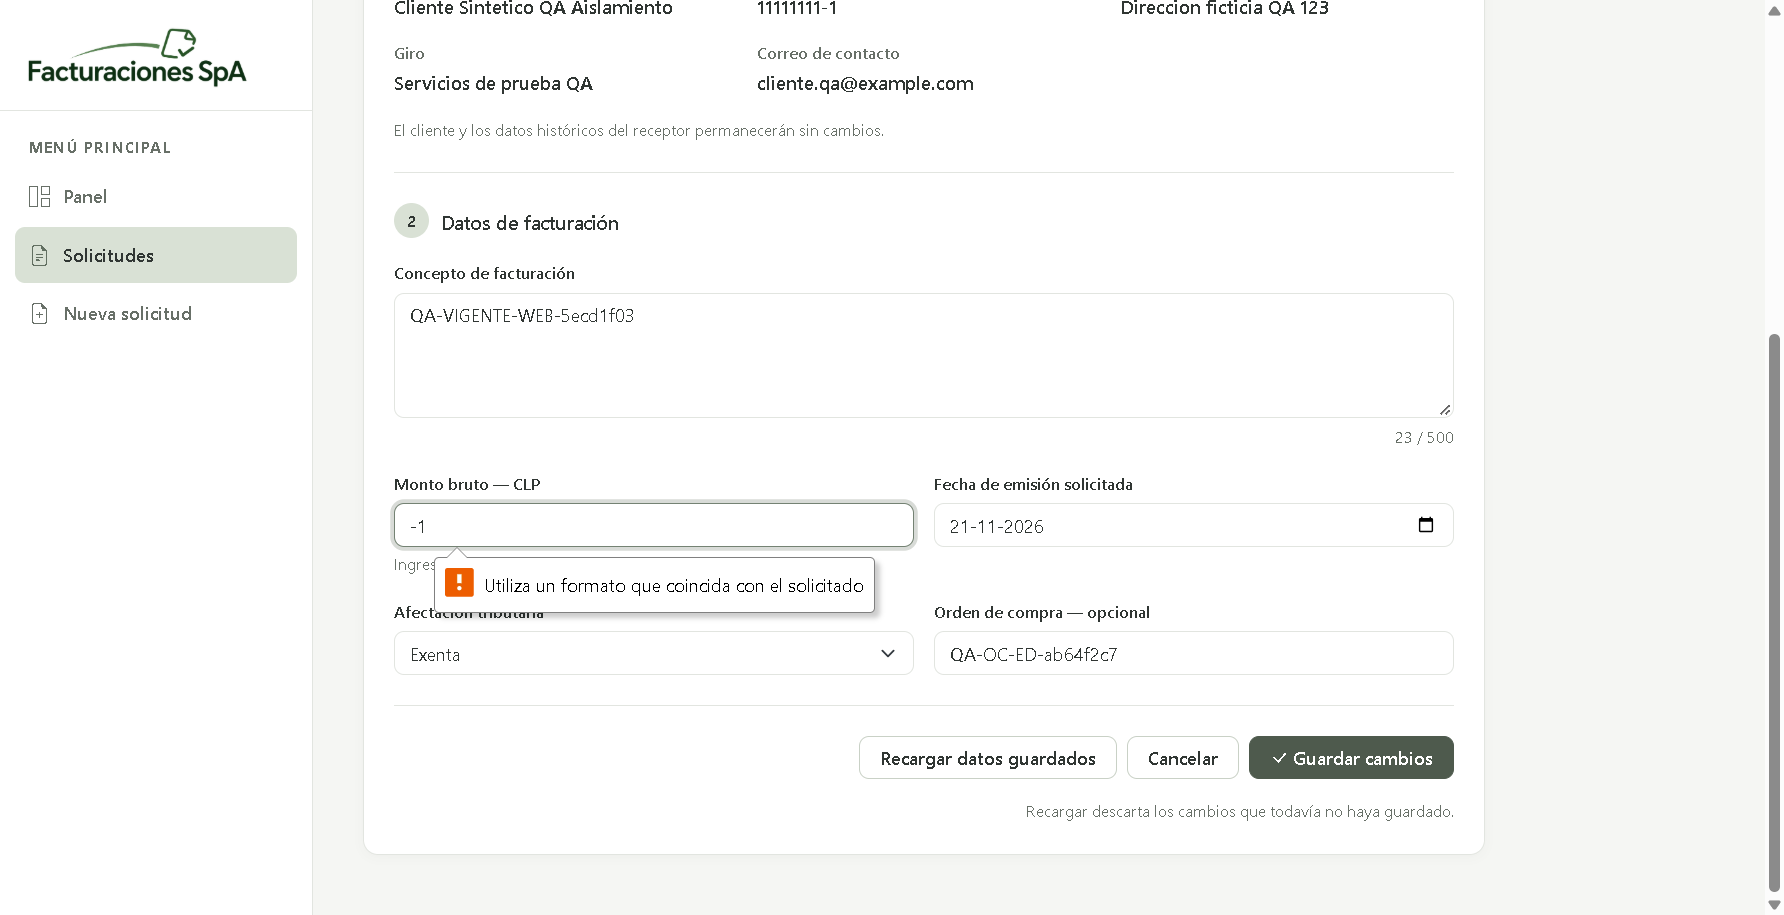 Facturaciones SpA
MENÚ PRINCIPAL
Panel
Solicitudes
Nueva solicitud
Cliente Sintetico QA Aislamiento
11111111-1
Direccion ficticia QA 123
Giro
Correo de contacto
Servicios de prueba QA
cliente.qa@example.com
El cliente y los datos históricos del receptor permanecerán sin cambios.
2 Datos de facturación
Concepto de facturación
QA-VIGENTE-WEB-5ecd1f03
23 / 500
Monto bruto — CLP
Fecha de emisión solicitada
-1
21-11-2026
Utiliza un formato que coincida con el solicitado
Afectación tributaria
Orden de compra — opcional
Exenta
QA-OC-ED-ab64f2c7
Recargar datos guardados
Cancelar
Guardar cambios
Recargar descarta los cambios que todavía no haya guardado.